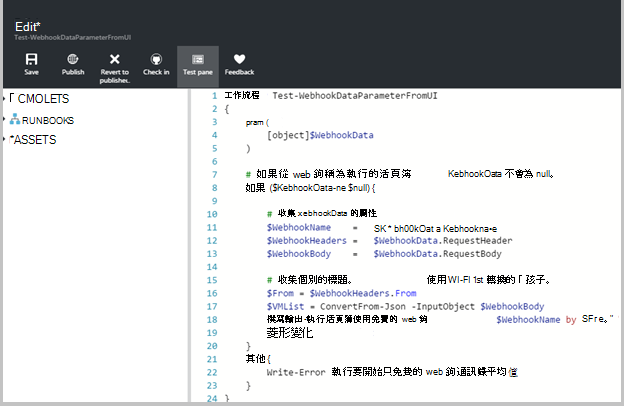 Edit*
Test-WebhookDataParameterFromUI
Save
Publish
Revert to publishec..
Check in
Test pane
Feedback
「 CMOLETS
RUNBOOKS
*ASSETS
1 工作流程 Test-WebhookDataParameterFromUI
2 {
3 pram (
4 [object]$WebhookData
5 )
6
7 # 如果從 web 鉤稱為執行的活頁簿 KebhookOata 不會為 null。
8 如果 ($KebhookOata-ne $null) {
9
10 # 收集 xebhookData 的屬性
11 $WebhookName = SK* bh00kOat a Kebhookna•e
12 $WebhookHeaders = $WebhookData.RequestHeader
13 $WebhookBody = $WebhookData.RequestBody
14
15 # 收集個別的標題。 使用 WI-FI 1st 轉換的「 孩子。
16 $From = $WebhookHeaders.From
17 $VMList = ConvertFrom-Json -InputObject $WebhookBody
18 撰寫輸出-執行活頁簿使用免費的 web 鉤 $WebhookName by SFre。"
19 菱形變化
20 }
21 其他 {
22 Write-Error 執行要開始只免費的 web 鉤通訊錄平均 值
23 }
24 }